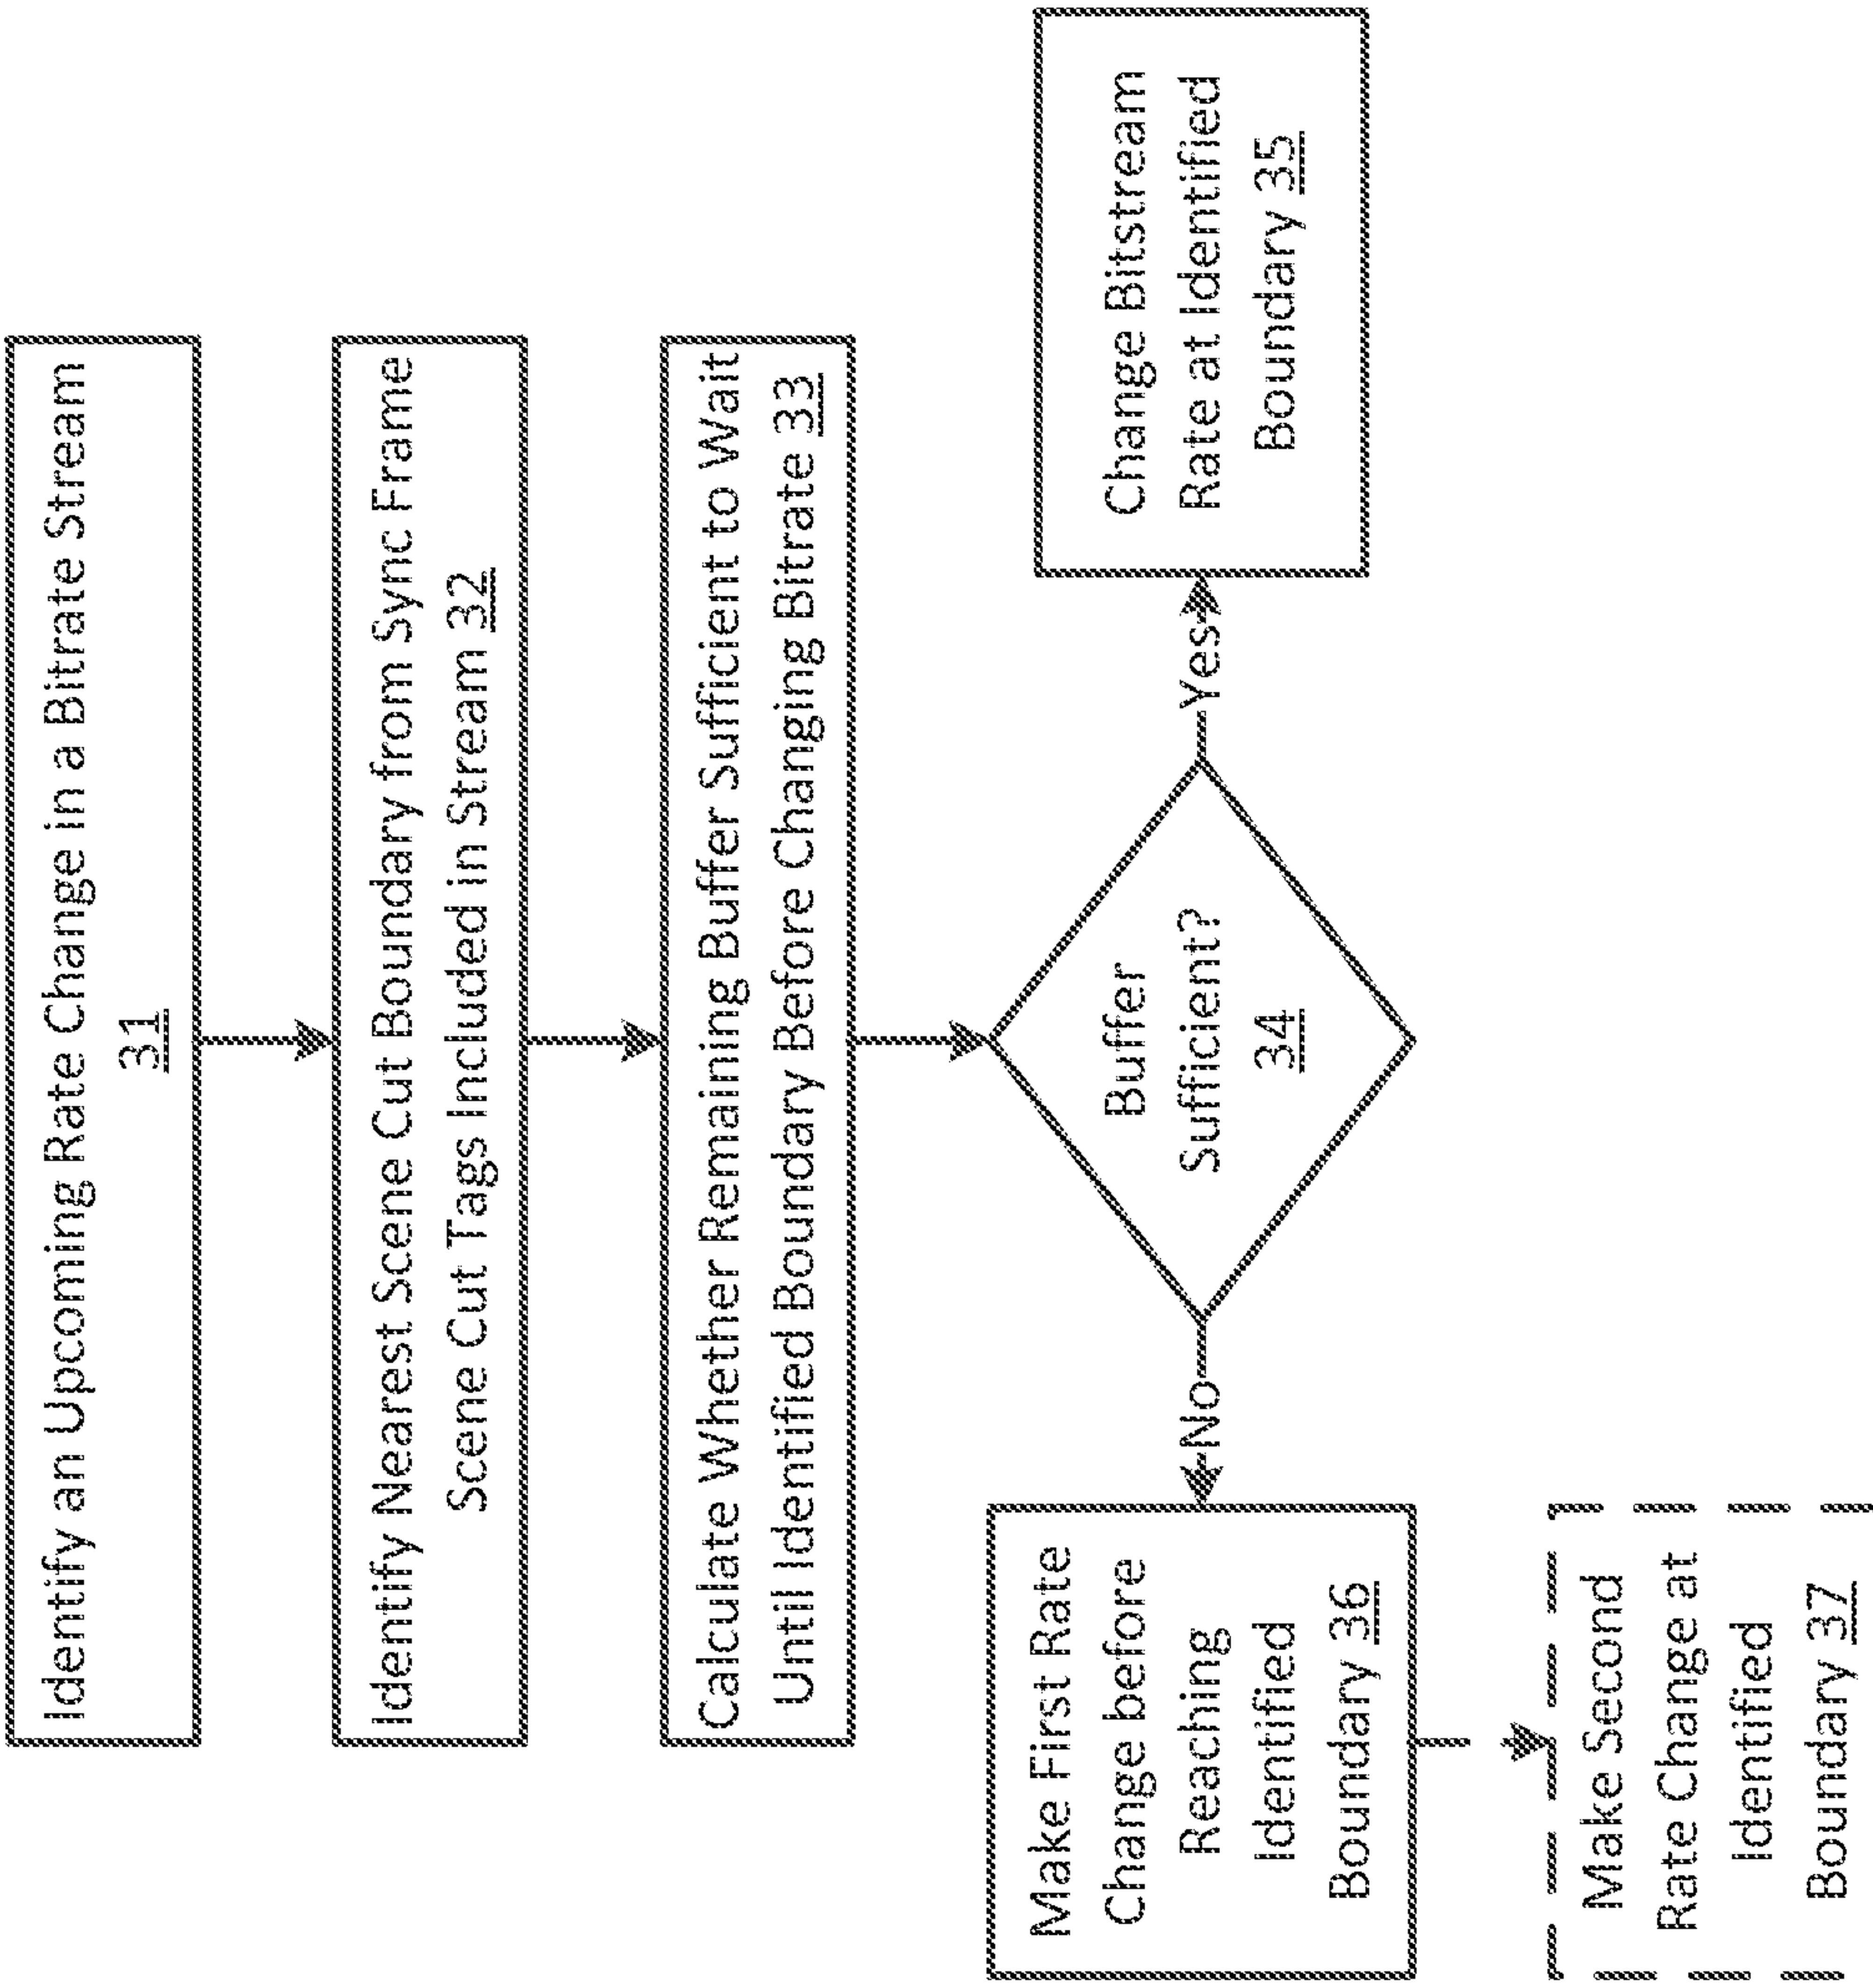 Identify an Upcoming Rate Change in a Bitrate Stream
31
Identify Nearest Scene Cut Boundary from Sync Frame
Scene Cut Tags Included in Stream 32
Calculate Whether Remaining Buffer Sufficient to Wait
Until Identified Boundary Before Changing Bitrate 33
Buffer
Sufficient?
34
No
Yes
Make First Rate
Change before
Reaching
Identified
Boundary 36
Change Bitstream
Rate at Identified
Boundary 35
Make Second
Rate Change at
Identified
Boundary 37